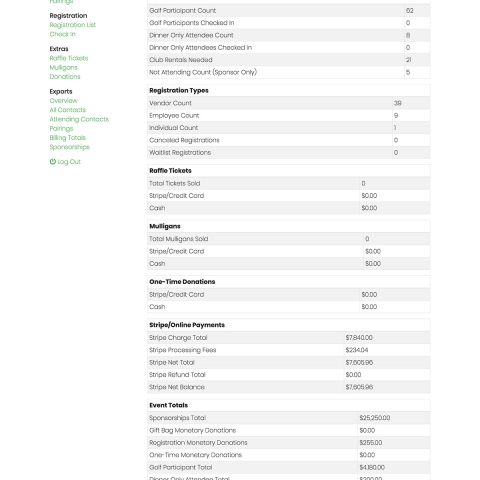 Pairings
Registration
Registration List
Check In
Extras
Raffle Tickets
Mulligans
Donations
Exports
Overview
All Contacts
Attending Contacts
Pairings
Billing Totals
Sponsorships
Log Out
Golf Participant Count 62
Golf Participants Checked In 0
Dinner Only Attendee Count 8
Dinner Only Attendees Checked In 0
Club Rentals Needed 21
Not Attending Count (Sponsor Only) 5
Registration Types
Vendor Count 39
Employee Count 9
Individual Count 1
Canceled Registrations 0
Waitlist Registrations 0
Raffle Tickets
Total Tickets Sold 0
Stripe/Credit Card $0.00
Cash $0.00
Mulligans
Total Mulligans Sold 0
Stripe/Credit Card $0.00
Cash $0.00
One-Time Donations
Stripe/Credit Card $0.00
Cash $0.00
Stripe/Online Payments
Stripe Charge Total $7,840.00
Stripe Processing Fees $234.04
Stripe Net Total $7,605.96
Stripe Refund Total $0.00
Stripe Net Balance $7,605.96
Event Totals
Sponsorships Total $25,250.00
Gift Bag Monetary Donations $0.00
Registration Monetary Donations $255.00
One-Time Monetary Donations $0.00
Golf Participant Total $4,180.00
Dinner Only Attendee Total $200.00